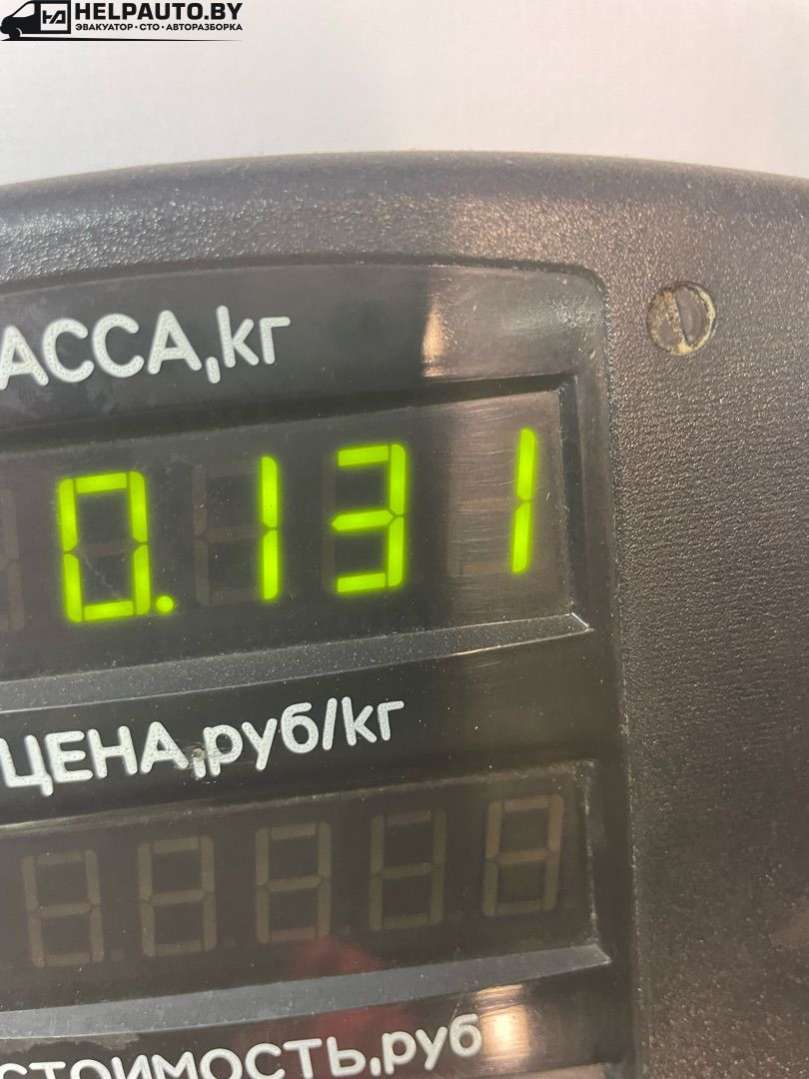 HELPAUTO.BY
ЭВАКУАТОР • СТО • АВТОРАЗБОРКА
АССА,кг
0.131
ЦЕНА,руб/кг
СТОИМОСТЬ,руб